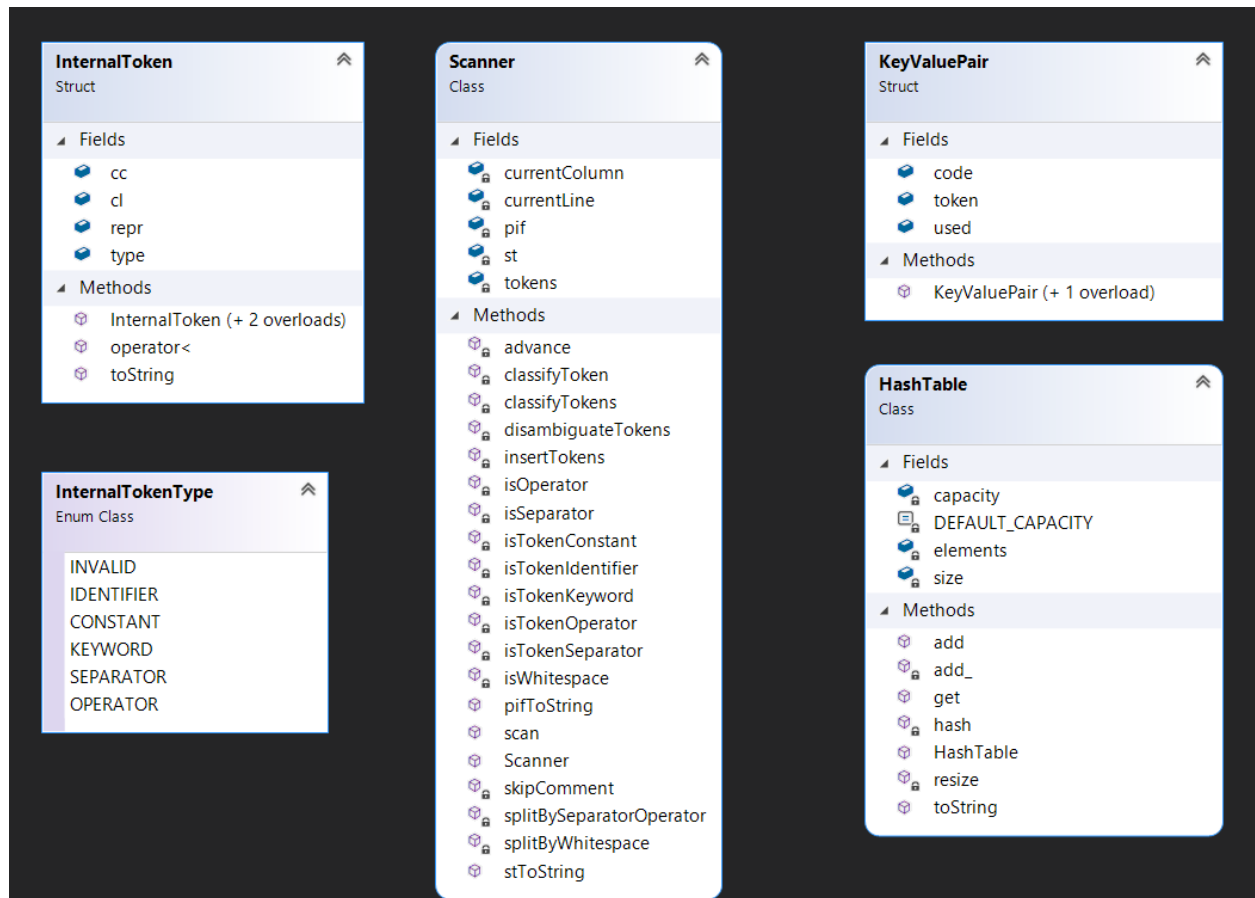 InternalToken
Struct
Fields
cc
cl
repr
type
Methods
InternalToken (+ 2 overloads)
operator<
toString
InternalTokenType
Enum Class
INVALID
IDENTIFIER
CONSTANT
KEYWORD
SEPARATOR
OPERATOR
Scanner
Class
Fields
currentColumn
currentLine
pif
st
tokens
Methods
advance
classifyToken
classifyTokens
disambiguateTokens
insertTokens
isOperator
isSeparator
isTokenConstant
isTokenIdentifier
isTokenKeyword
isTokenOperator
isTokenSeparator
isWhitespace
pifToString
scan
Scanner
skipComment
splitBySeparatorOperator
splitByWhitespace
stToString
KeyValuePair
Struct
Fields
code
token
used
Methods
KeyValuePair (+ 1 overload)
HashTable
Class
Fields
capacity
DEFAULT_CAPACITY
elements
size
Methods
add
add_
get
hash
HashTable
resize
toString